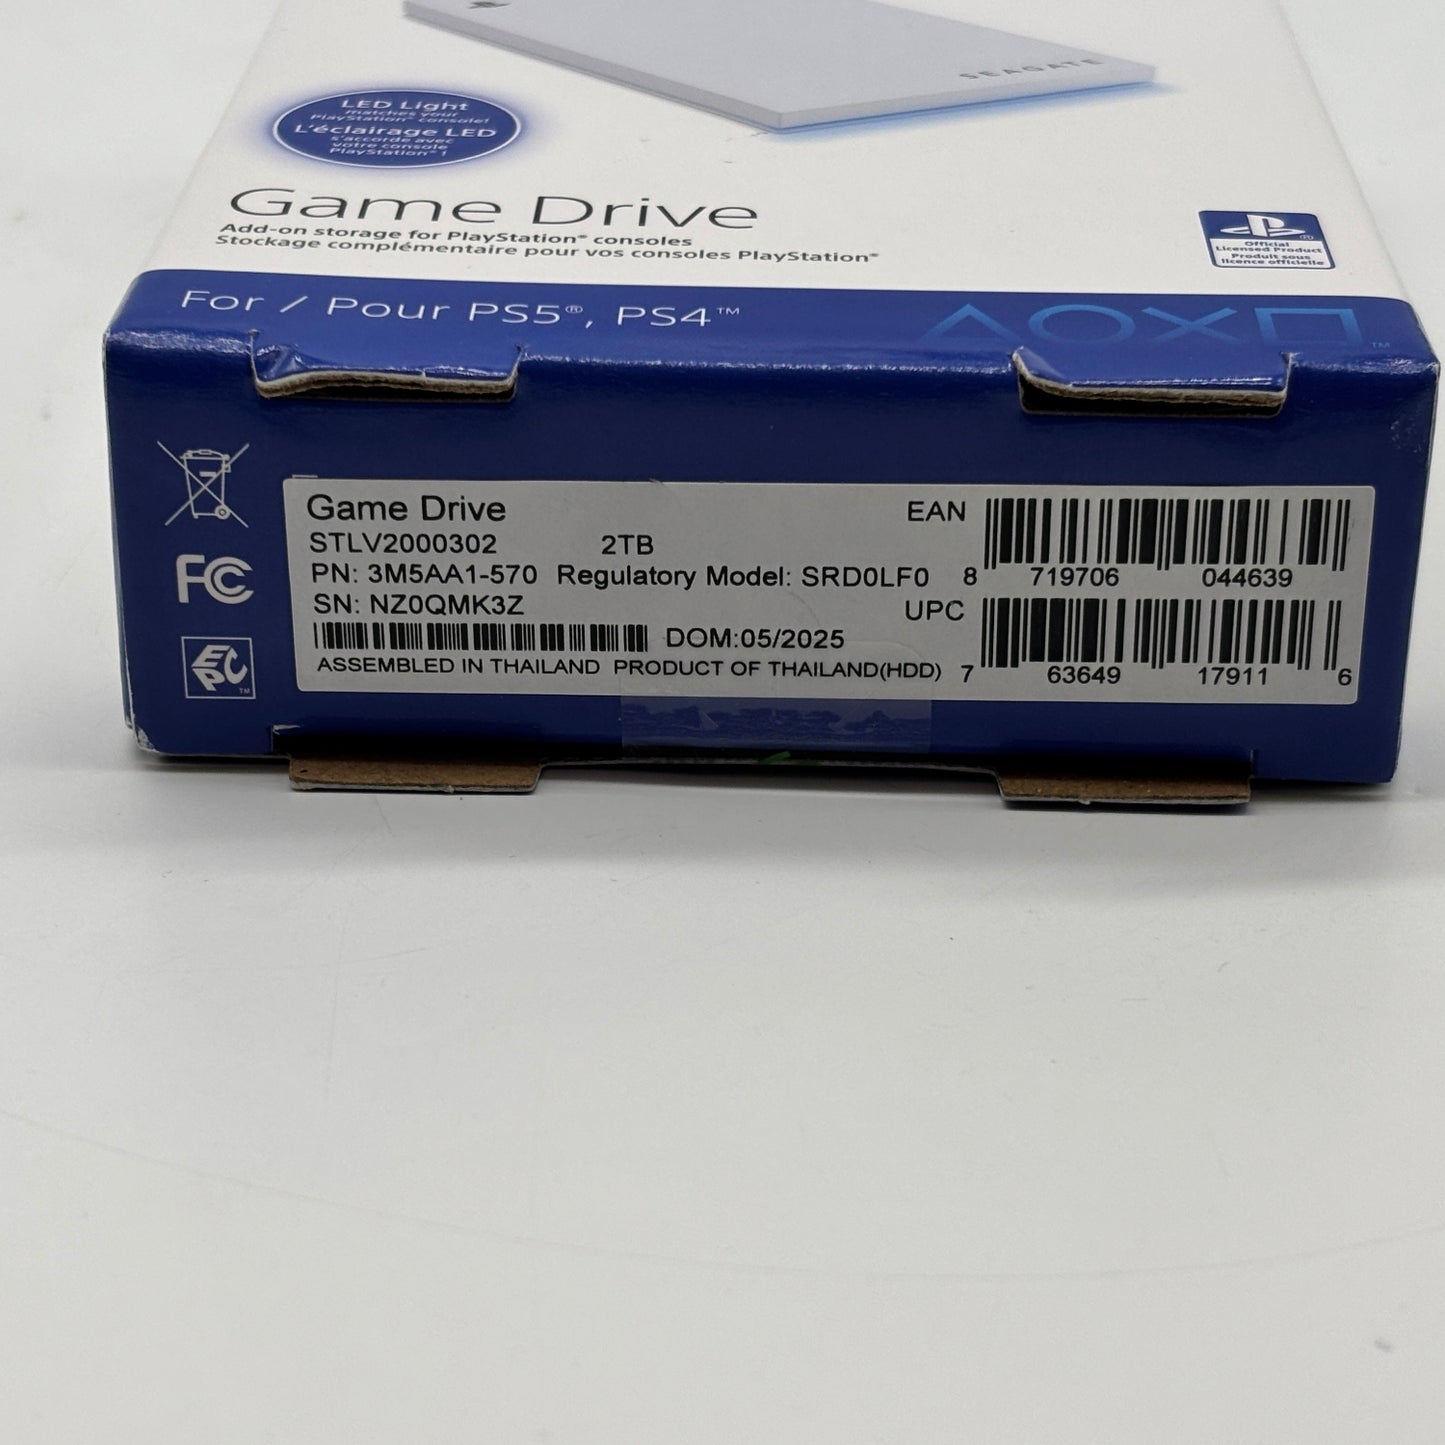 SEAGATE
LED Light
matches your
PlayStation® console!
L'éclairage LED
s'accorde avec
votre console
PlayStation® !
Game Drive
Add-on storage for PlayStation® consoles
Stockage complémentaire pour vos consoles PlayStation®
Official
Licensed Product
Produit sous
licence officielle
For / Pour PS5®, PS4™
Game Drive
STLV2000302 2TB
PN: 3M5AA1-570 Regulatory Model: SRD0LF0
SN: NZ0QMK3Z
DOM:05/2025
ASSEMBLED IN THAILAND PRODUCT OF THAILAND(HDD)
EAN
8 719706 044639
UPC
7 63649 17911 6
FC
EPC™